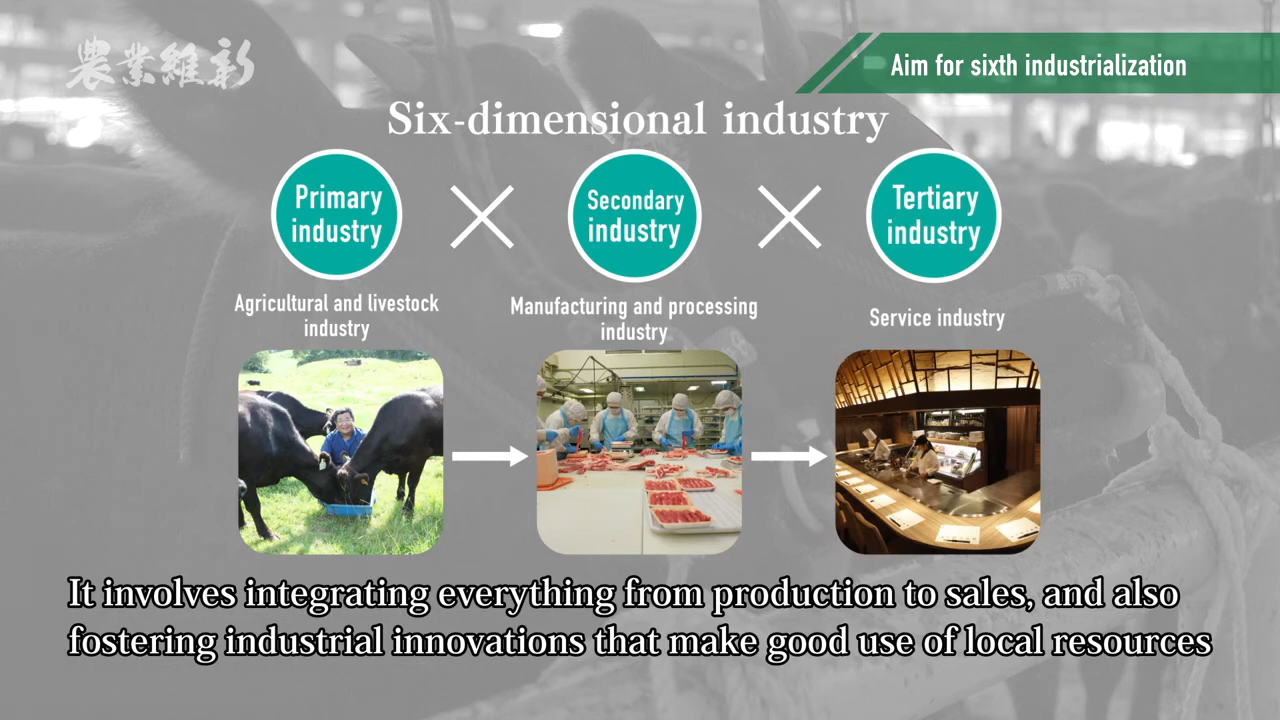 農業維新
Aim for sixth industrialization
Six-dimensional industry
Primary
industry
Secondary
industry
Tertiary
industry
Agricultural and livestock
industry
Manufacturing and processing
industry
Service industry
It involves integrating everything from production to sales, and also
fostering industrial innovations that make good use of local resources